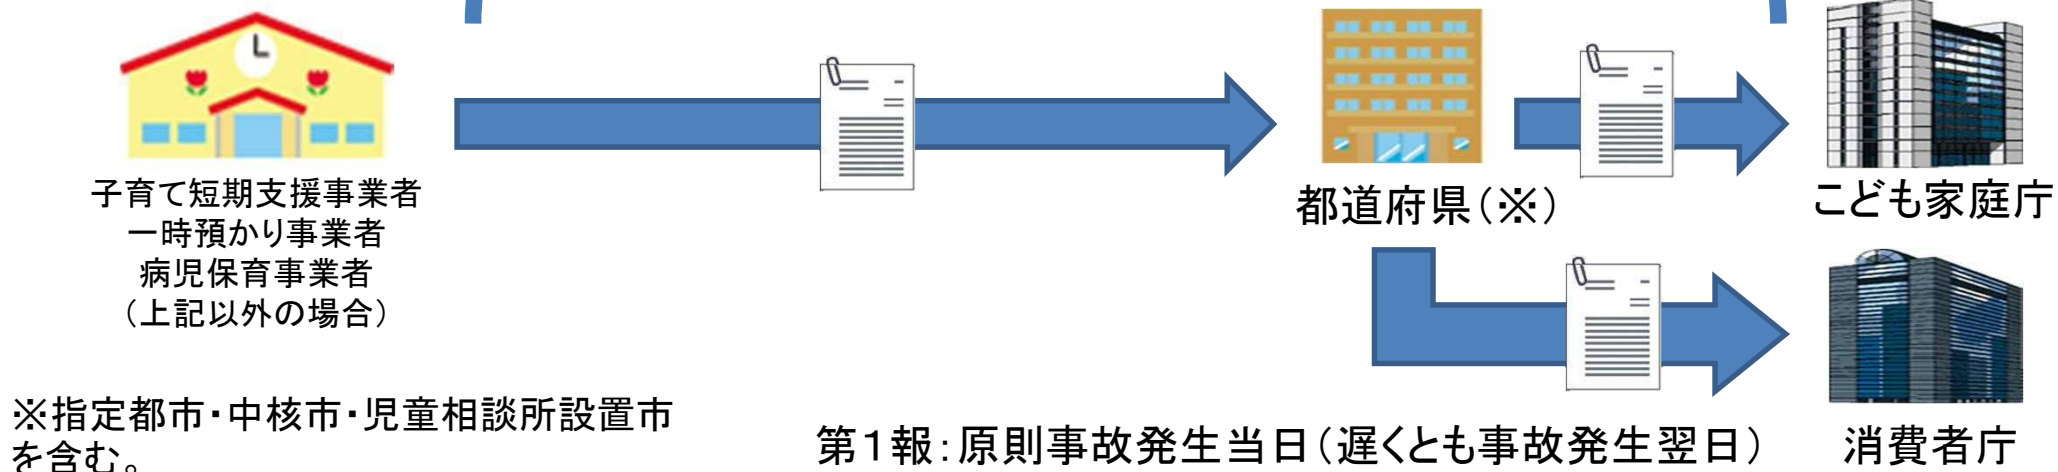 子育て短期支援事業者
一時預かり事業者
病児保育事業者
（上記以外の場合）
都道府県（※）
こども家庭庁
※指定都市・中核市・児童相談所設置市
を含む。
第１報：原則事故発生当日（遅くとも事故発生翌日）
消費者庁